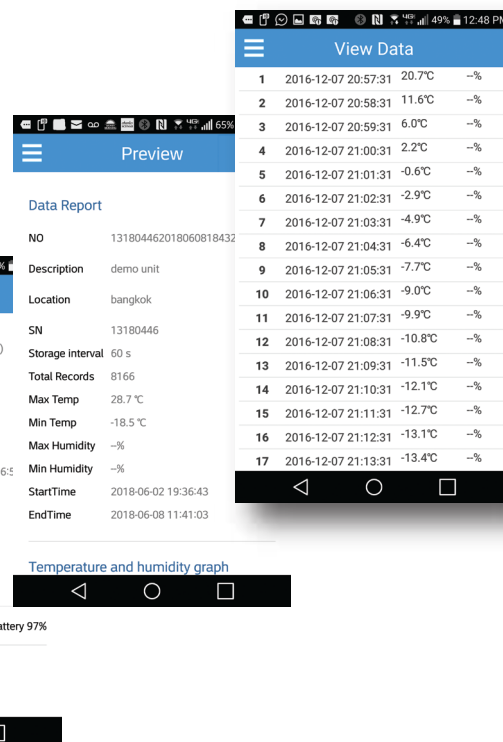 49% 12:48 PM
View Data
1 2016-12-07 20:57:31 20.7℃ --%
2 2016-12-07 20:58:31 11.6℃ --%
3 2016-12-07 20:59:31 6.0℃ --%
4 2016-12-07 21:00:31 2.2℃ --%
5 2016-12-07 21:01:31 -0.6℃ --%
6 2016-12-07 21:02:31 -2.9℃ --%
7 2016-12-07 21:03:31 -4.9℃ --%
8 2016-12-07 21:04:31 -6.4℃ --%
9 2016-12-07 21:05:31 -7.7℃ --%
10 2016-12-07 21:06:31 -9.0℃ --%
11 2016-12-07 21:07:31 -9.9℃ --%
12 2016-12-07 21:08:31 -10.8℃ --%
13 2016-12-07 21:09:31 -11.5℃ --%
14 2016-12-07 21:10:31 -12.1℃ --%
15 2016-12-07 21:11:31 -12.7℃ --%
16 2016-12-07 21:12:31 -13.1℃ --%
17 2016-12-07 21:13:31 -13.4℃ --%
65%
Preview
Data Report
NO 131804462018060818432
Description demo unit
Location bangkok
SN 13180446
Storage interval 60 s
Total Records 8166
Max Temp 28.7 ℃
Min Temp -18.5 ℃
Max Humidity --%
Min Humidity --%
StartTime 2018-06-02 19:36:43
EndTime 2018-06-08 11:41:03
Temperature and humidity graph
97%